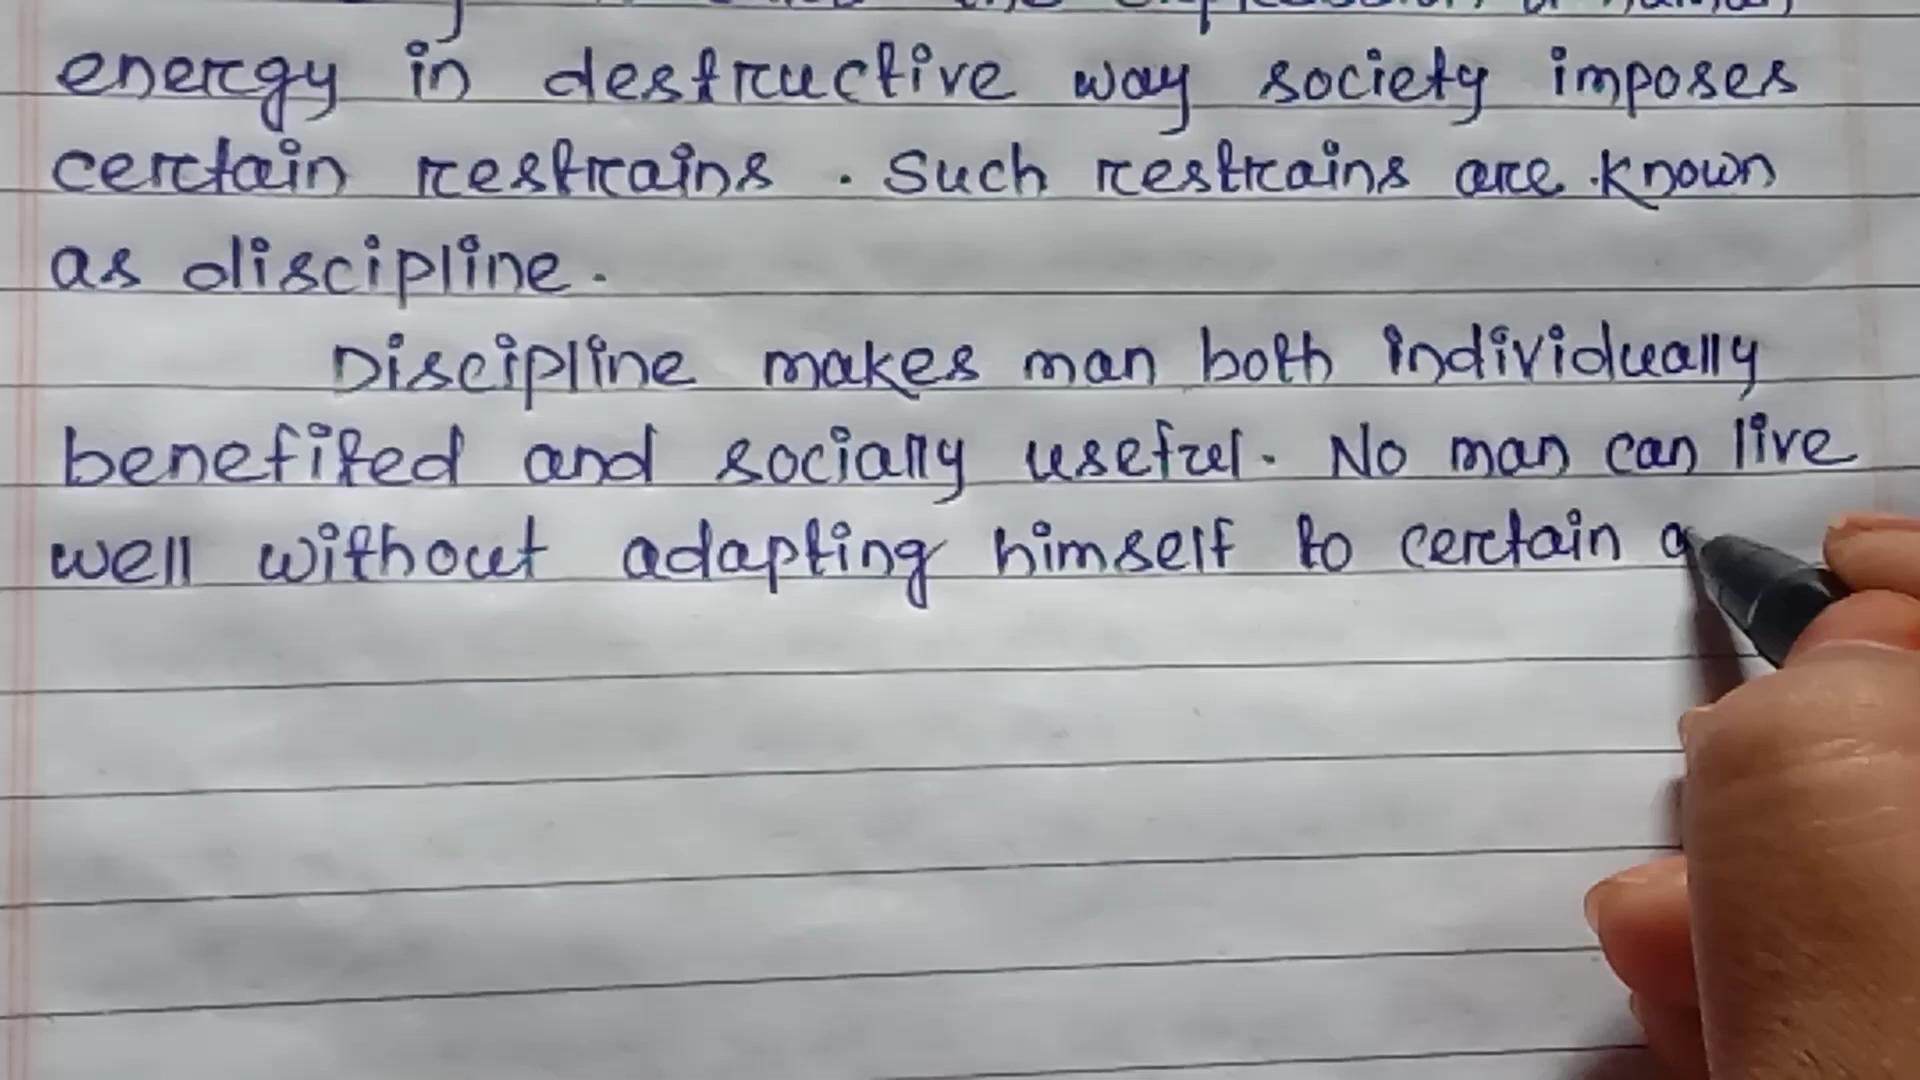 energy in destructive way society imposes
certain restrains . Such restrains are known
as discipline.
Discipline makes man both individually
benefited and socially useful. No man can live
well without adapting himself to certain